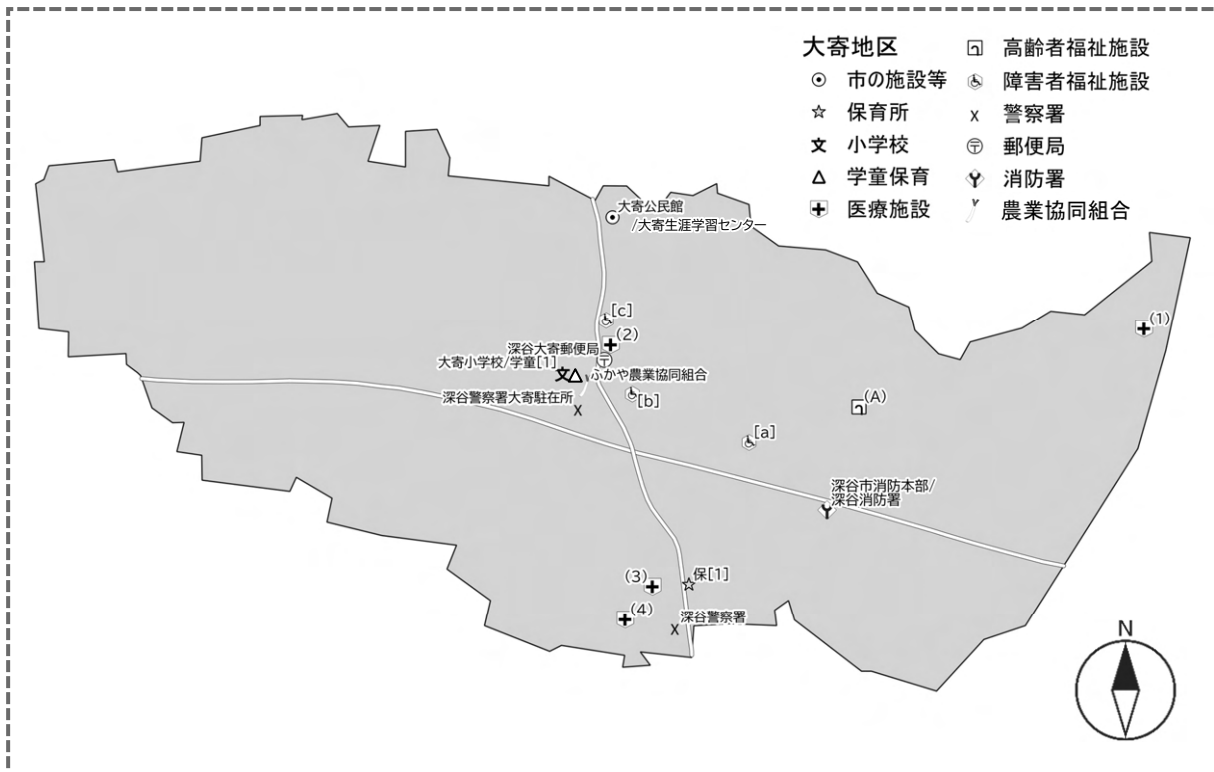 大寄地区
市の施設等
保育所
小学校
学童保育
医療施設
高齢者福祉施設
障害者福祉施設
警察署
郵便局
消防署
農業協同組合
大寄公民館
/大寄生涯学習センター
[c]
(2)
(1)
深谷大寄郵便局
大寄小学校/学童[1]
文
ふかや農業協同組合
深谷警察署大寄駐在所
[b]
(A)
[a]
深谷市消防本部/
深谷消防署
(3)
保[1]
(4)
深谷警察署
N